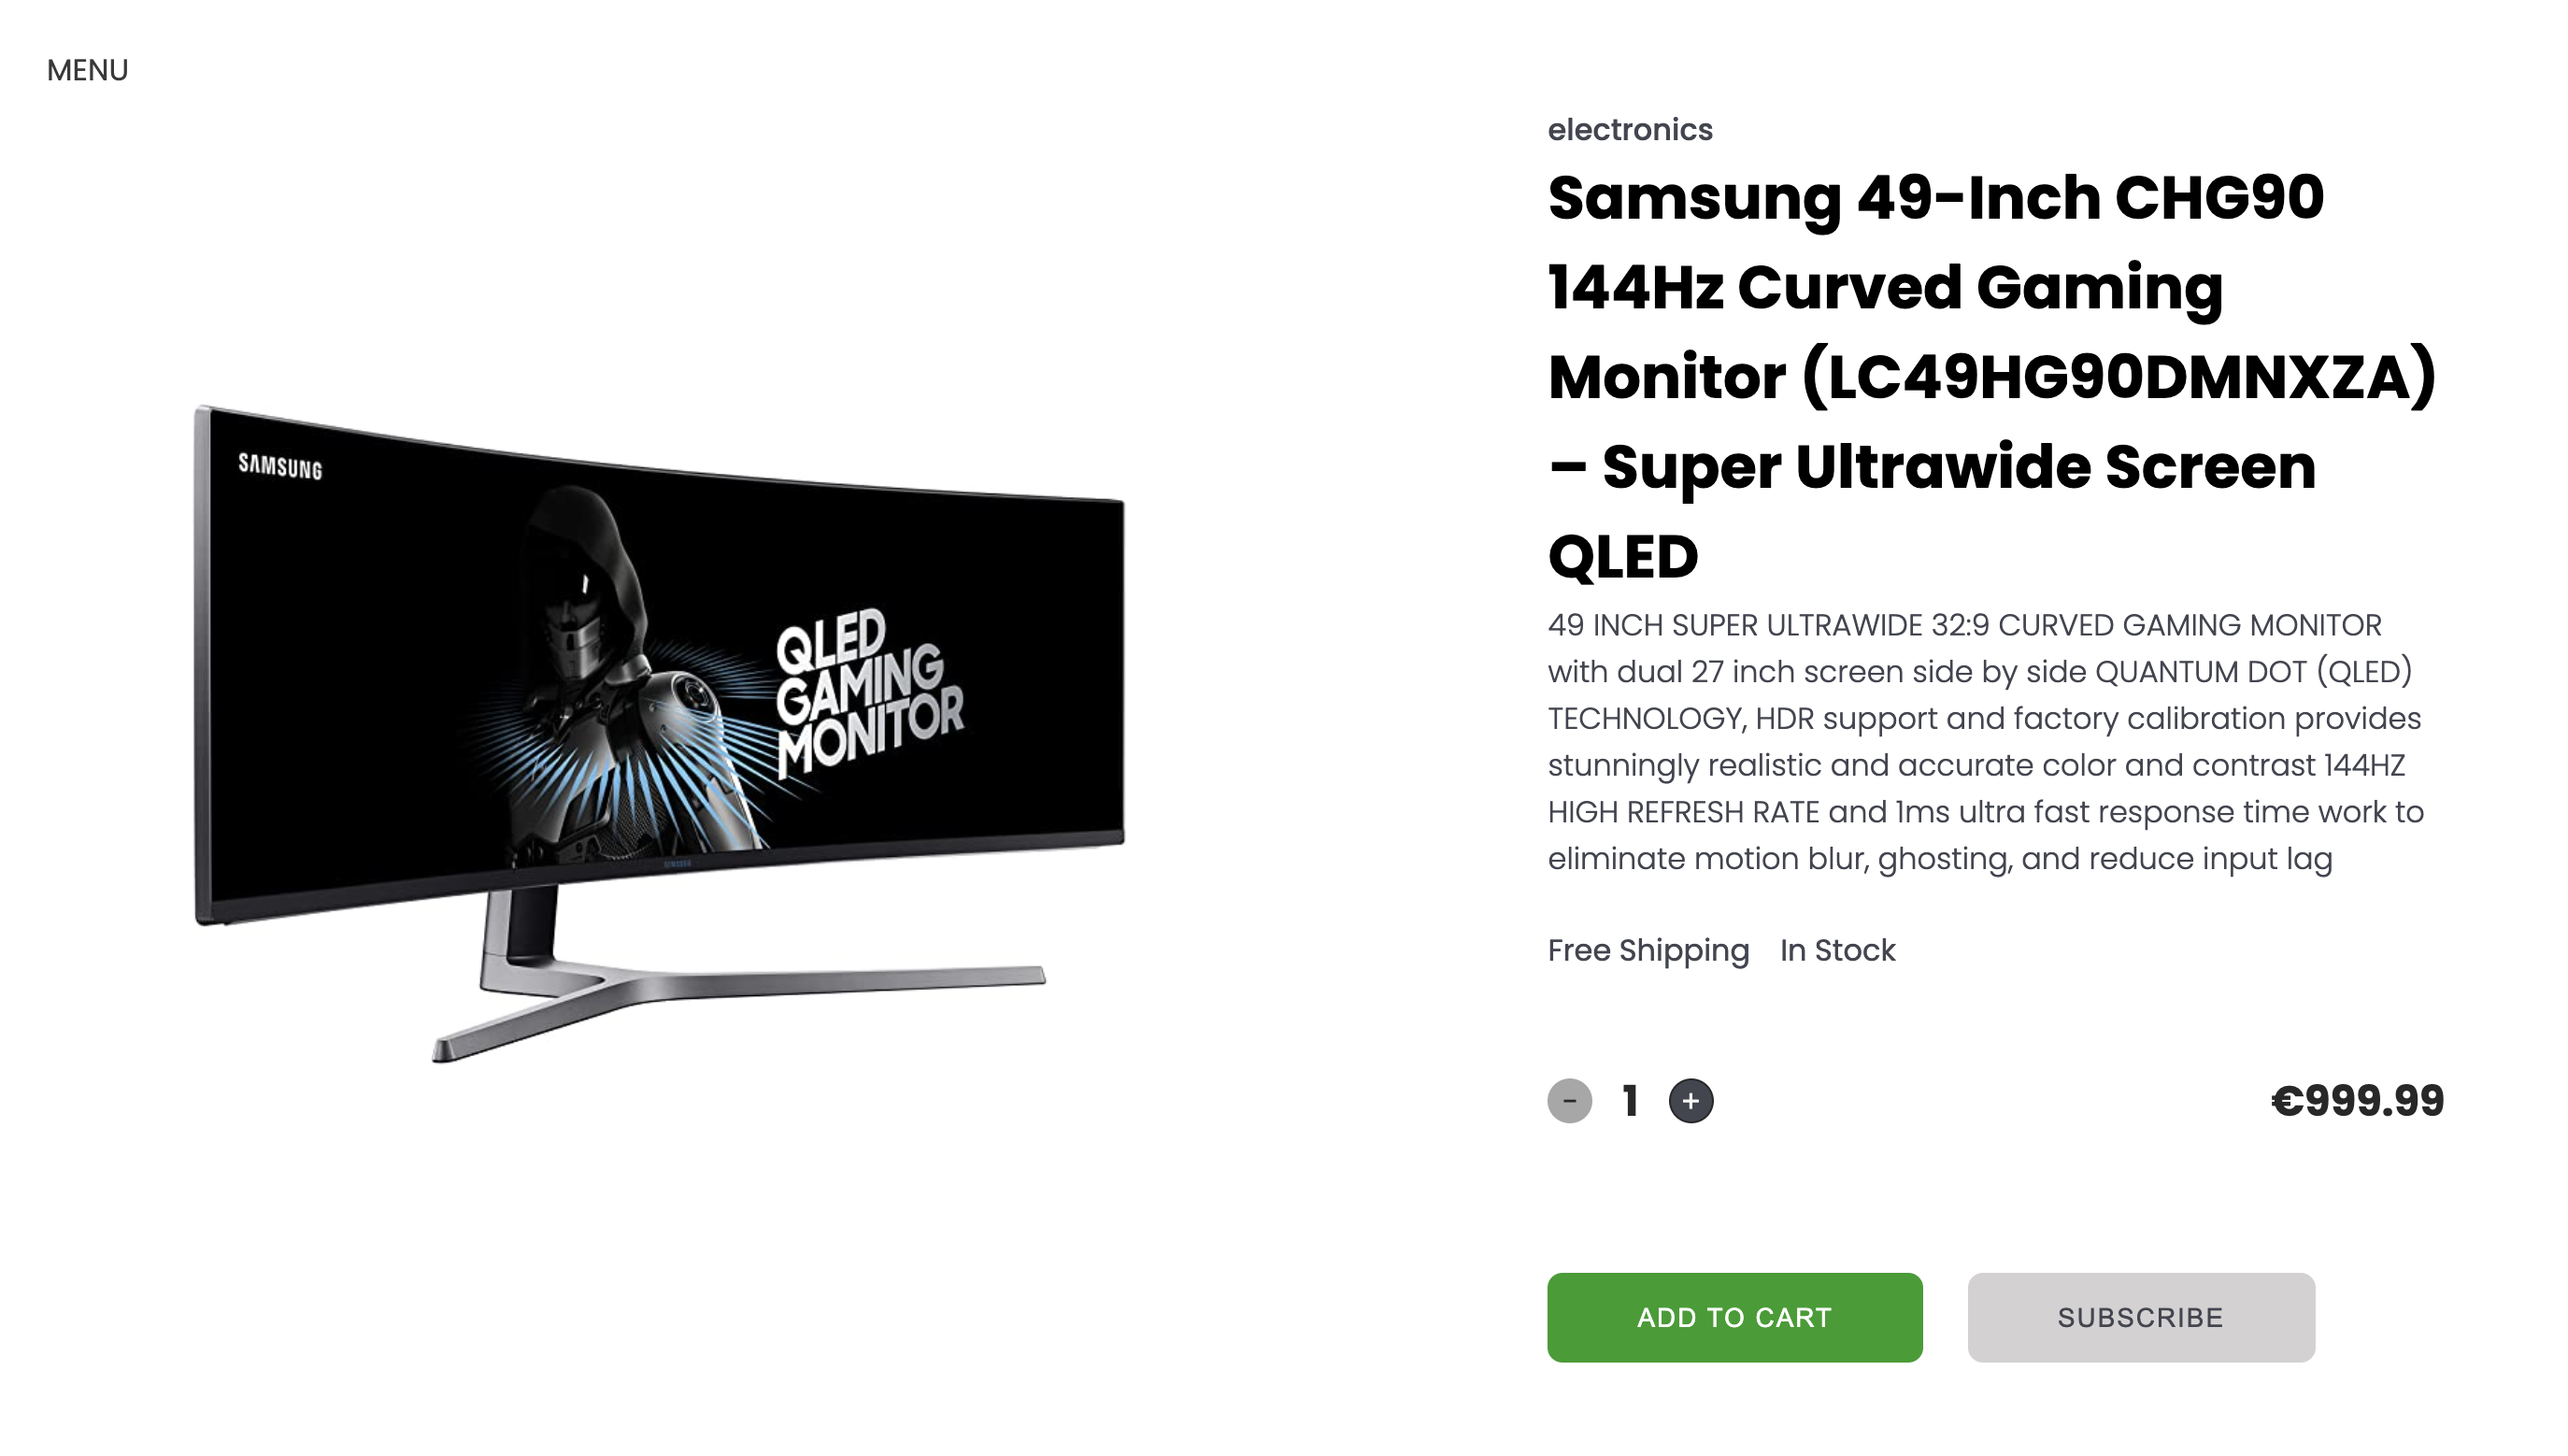 MENU
SAMSUNG
QLED
GAMING
MONITOR
SAMSUNG
electronics
Samsung 49-Inch CHG90
144Hz Curved Gaming
Monitor (LC49HG90DMNXZA)
– Super Ultrawide Screen
QLED
49 INCH SUPER ULTRAWIDE 32:9 CURVED GAMING MONITOR
with dual 27 inch screen side by side QUANTUM DOT (QLED)
TECHNOLOGY, HDR support and factory calibration provides
stunningly realistic and accurate color and contrast 144HZ
HIGH REFRESH RATE and 1ms ultra fast response time work to
eliminate motion blur, ghosting, and reduce input lag
Free Shipping In Stock
- 1 + €999.99
ADD TO CART SUBSCRIBE